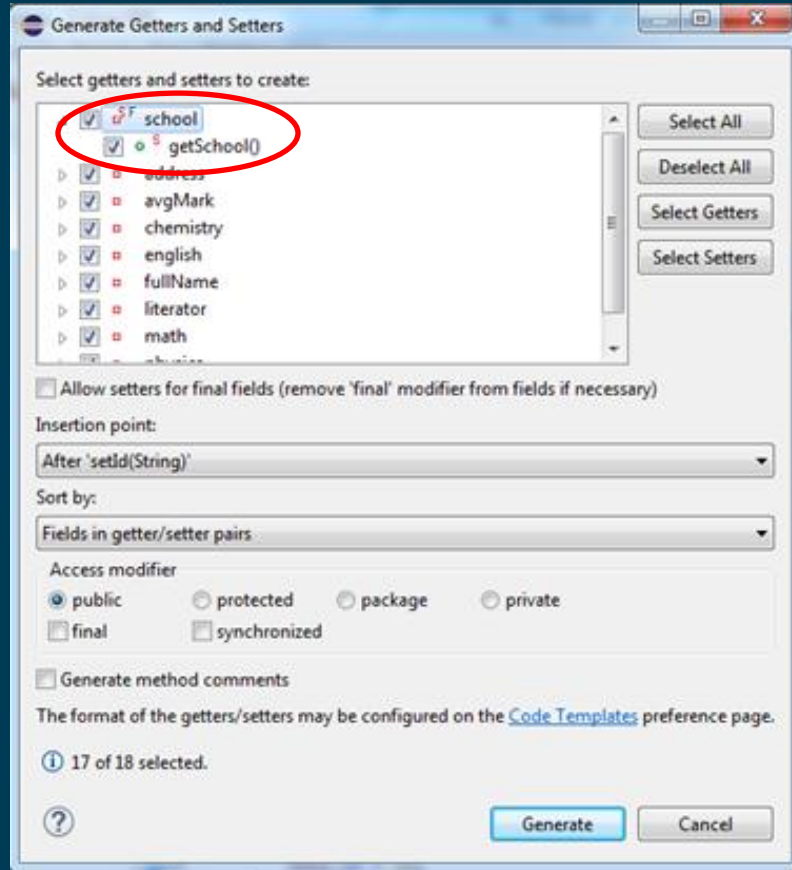 Generate Getters and Setters
Select getters and setters to create:
S F school
S getSchool()
address
avgMark
chemistry
english
fullName
literator
math
physics
Select All
Deselect All
Select Getters
Select Setters
Allow setters for final fields (remove 'final' modifier from fields if necessary)
Insertion point:
After 'setId(String)'
Sort by:
Fields in getter/setter pairs
Access modifier
public protected package private
final synchronized
Generate method comments
The format of the getters/setters may be configured on the Code Templates preference page.
17 of 18 selected.
? Generate Cancel